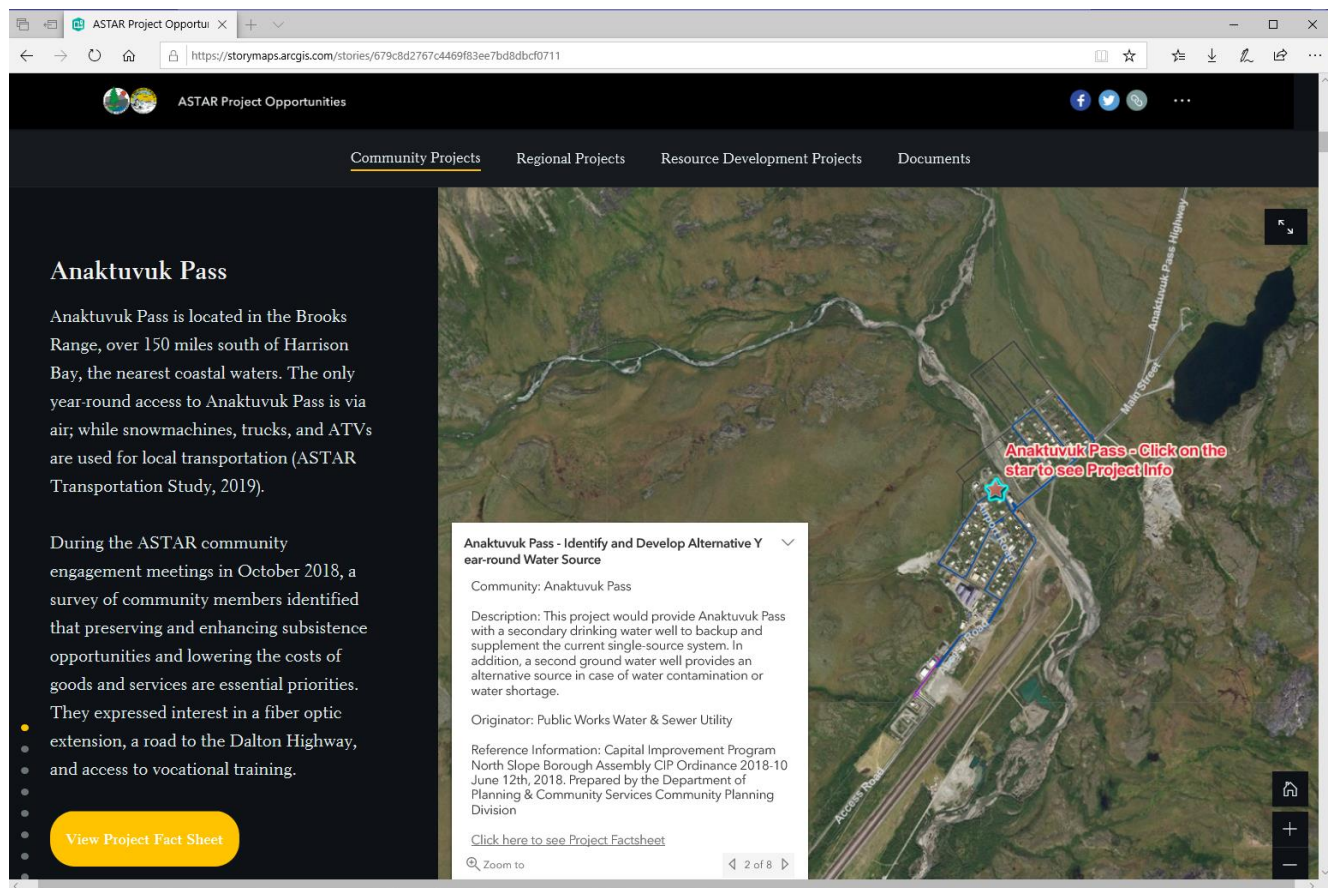 ASTAR Project Opportu
https://storymaps.arcgis.com/stories/679c8d2767c4469f83ee7bd8dbcf0711
ASTAR Project Opportunities
Community Projects Regional Projects Resource Development Projects Documents
Anaktuvuk Pass
Anaktuvuk Pass is located in the Brooks
Range, over 150 miles south of Harrison
Bay, the nearest coastal waters. The only
year-round access to Anaktuvuk Pass is via
air; while snowmachines, trucks, and ATVs
are used for local transportation (ASTAR
Transportation Study, 2019).
During the ASTAR community
engagement meetings in October 2018, a
survey of community members identified
that preserving and enhancing subsistence
opportunities and lowering the costs of
goods and services are essential priorities.
They expressed interest in a fiber optic
extension, a road to the Dalton Highway,
and access to vocational training.
View Project Fact Sheet
Anaktuvuk Pass Highway
Main Street
Anaktuvuk Pass - Click on the
star to see Project Info
Airport Road
Road
Access Road
Anaktuvuk Pass - Identify and Develop Alternative Y
ear-round Water Source
Community: Anaktuvuk Pass
Description: This project would provide Anaktuvuk Pass
with a secondary drinking water well to backup and
supplement the current single-source system. In
addition, a second ground water well provides an
alternative source in case of water contamination or
water shortage.
Originator: Public Works Water & Sewer Utility
Reference Information: Capital Improvement Program
North Slope Borough Assembly CIP Ordinance 2018-10
June 12th, 2018. Prepared by the Department of
Planning & Community Services Community Planning
Division
Click here to see Project Factsheet
Zoom to
2 of 8